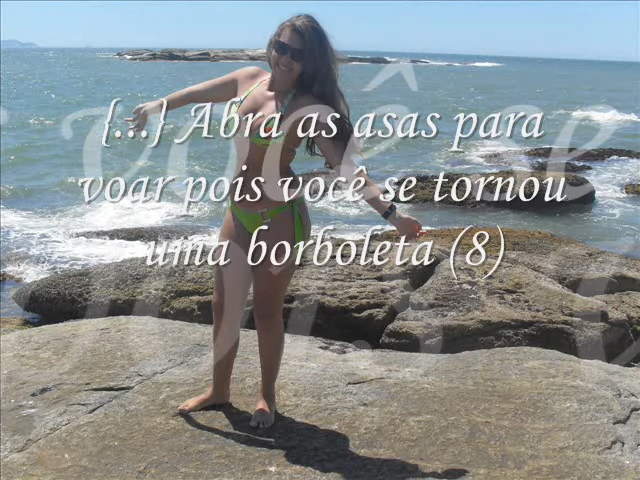 {...} Abra as asas para
voar pois você se tornou
uma borboleta (8)